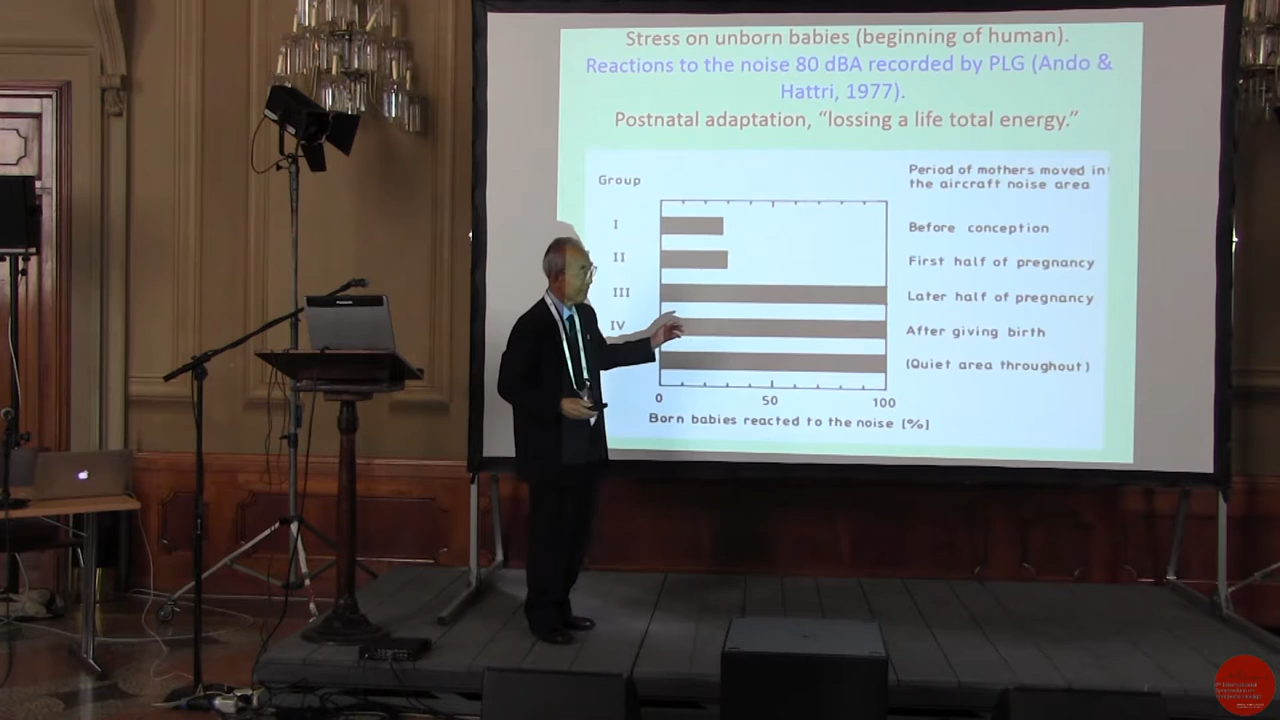 Stress on unborn babies (beginning of human).
Reactions to the noise 80 dBA recorded by PLG (Ando &
Hattri, 1977).
Postnatal adaptation, “lossing a life total energy.”
Group
Period of mothers moved in
the aircraft noise area
I
Before conception
II
First half of pregnancy
III
Later half of pregnancy
IV
After giving birth
(Quiet area throughout)
0 50 100
Born babies reacted to the noise [%]